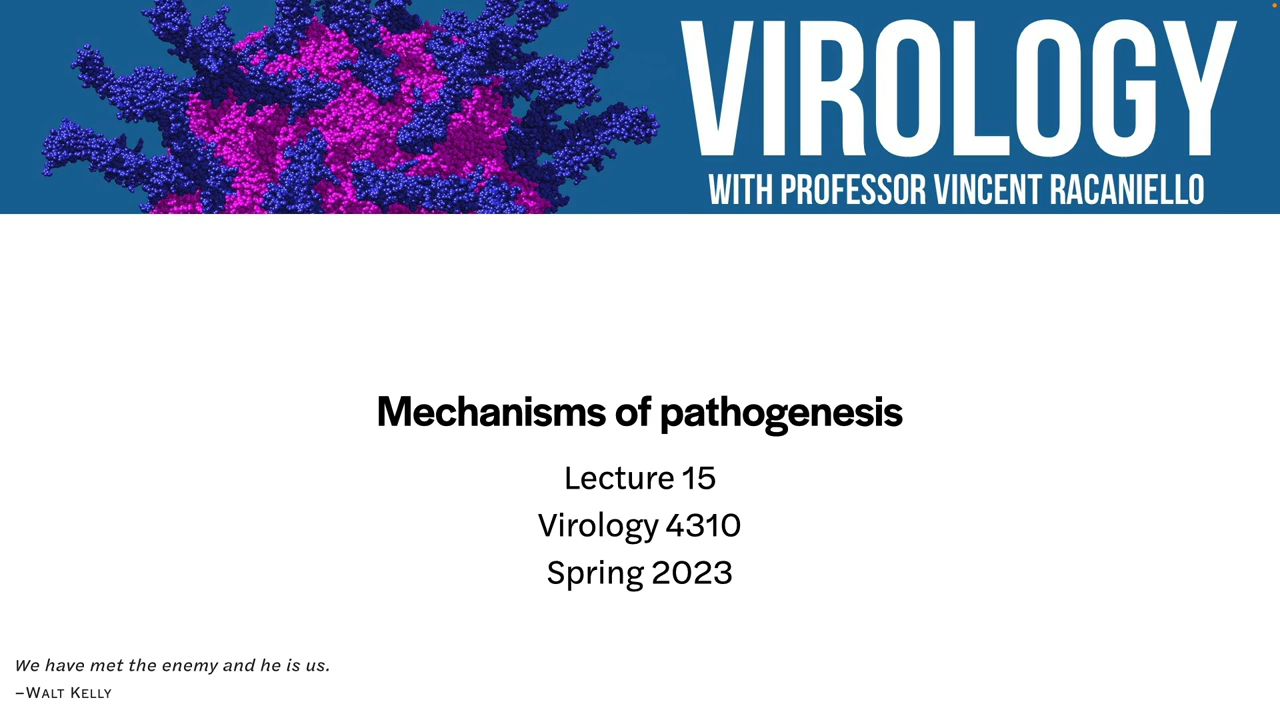 VIROLOGY
WITH PROFESSOR VINCENT RACANIELLO
Mechanisms of pathogenesis
Lecture 15
Virology 4310
Spring 2023
We have met the enemy and he is us.
–WALT KELLY